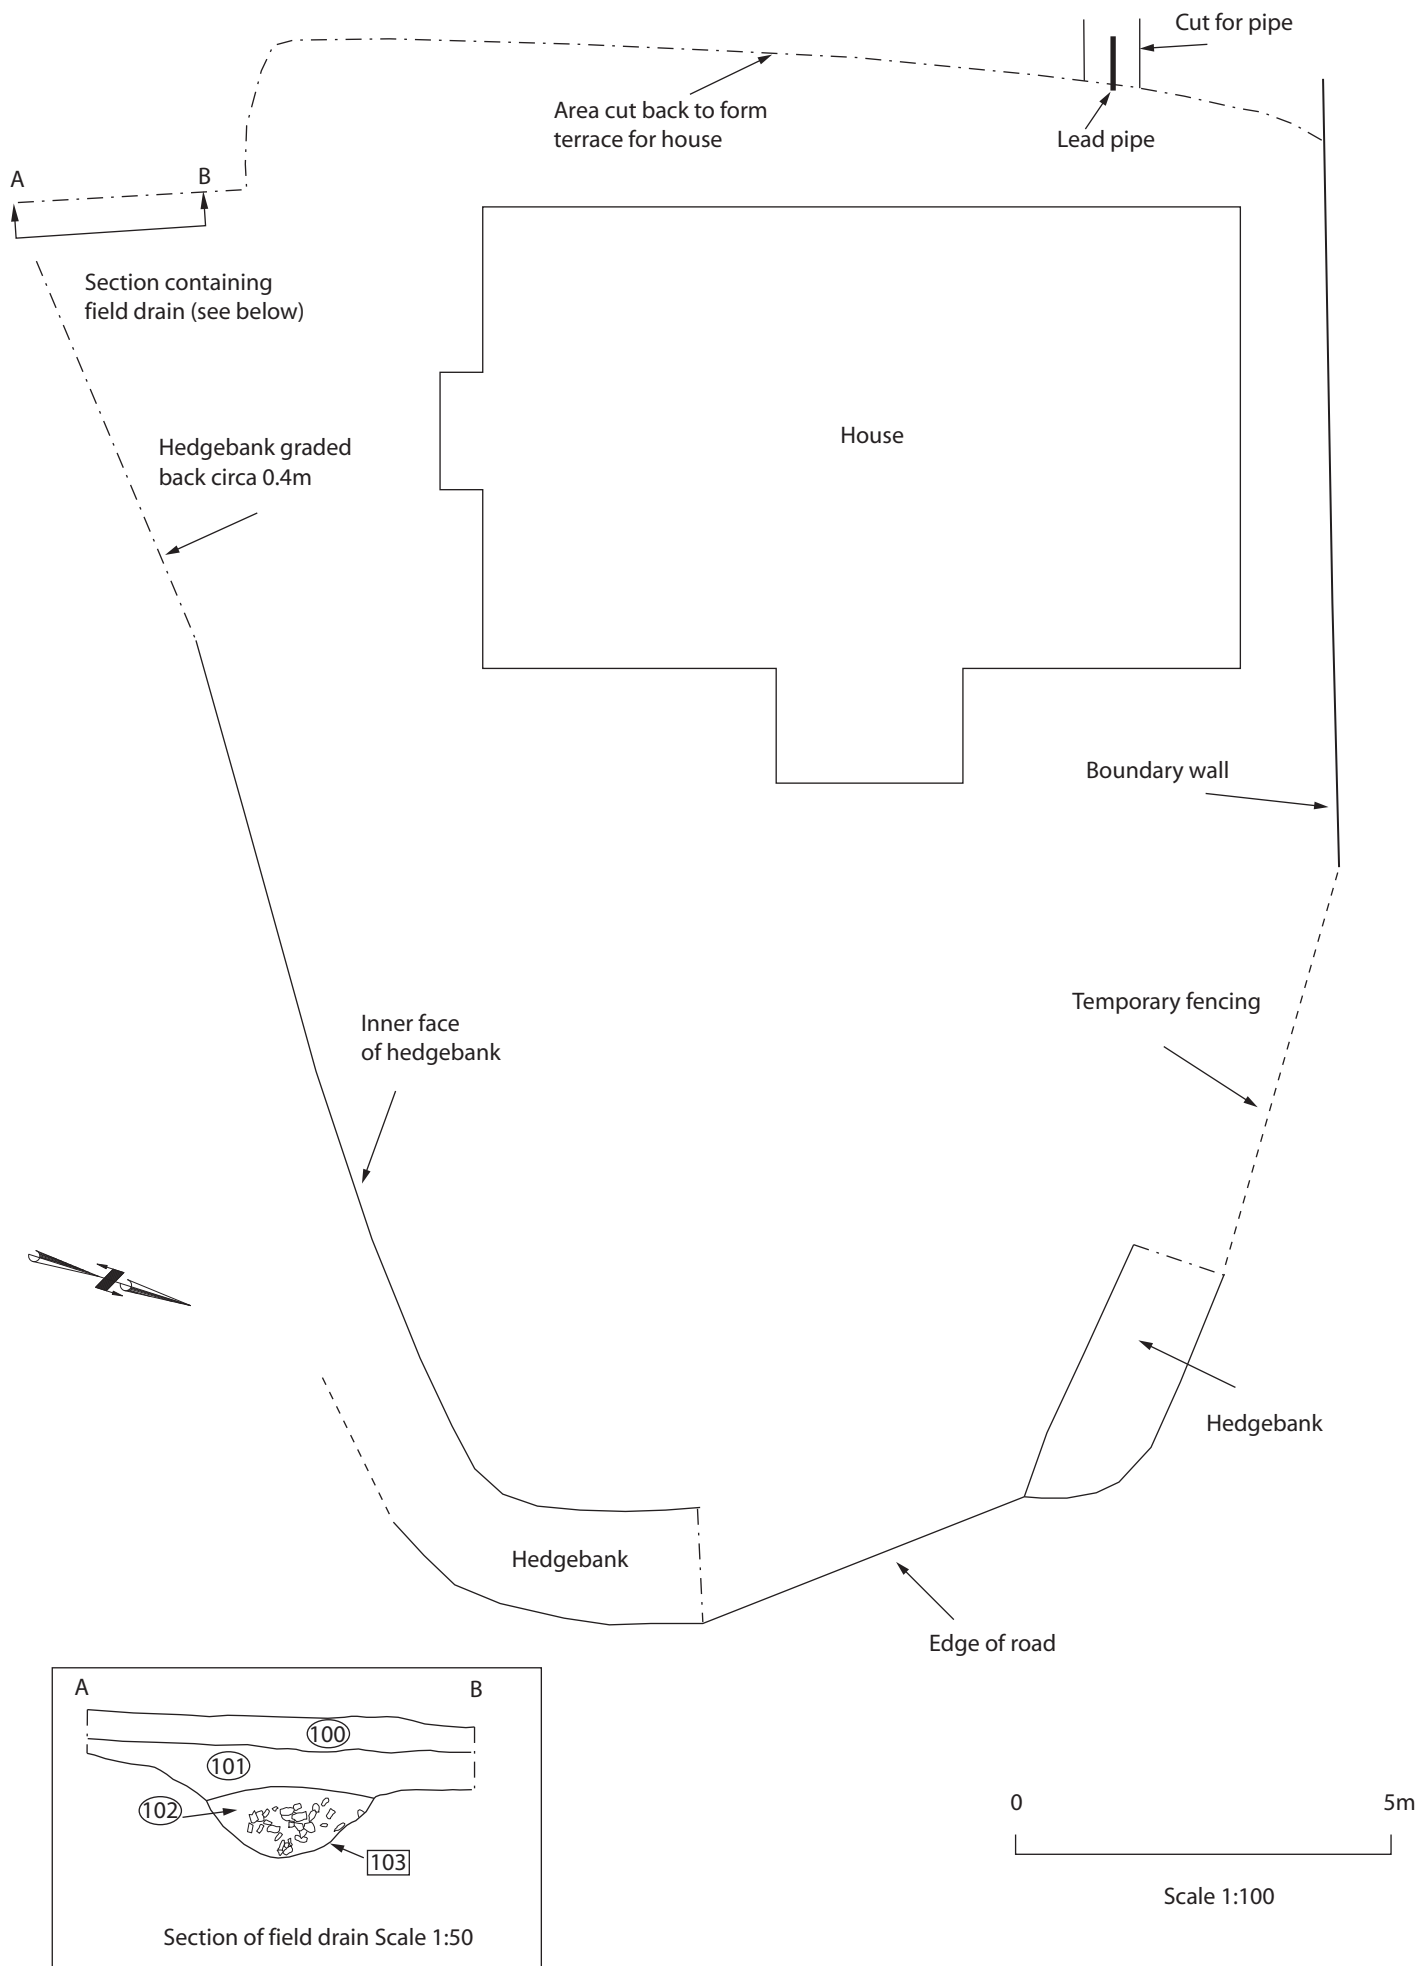 Cut for pipe
Area cut back to form
terrace for house
Lead pipe
A
B
Section containing
field drain (see below)
House
Hedgebank graded
back circa 0.4m
Boundary wall
Temporary fencing
Inner face
of hedgebank
Hedgebank
Hedgebank
Edge of road
A
B
100
101
102
103
Section of field drain Scale 1:50
0
5m
Scale 1:100